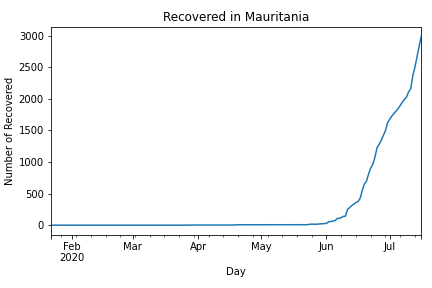 Recovered in Mauritania
Number of Recovered
3000
2500
2000
1500
1000
500
0
Feb
2020
Mar
Apr
May
Jun
Jul
Day